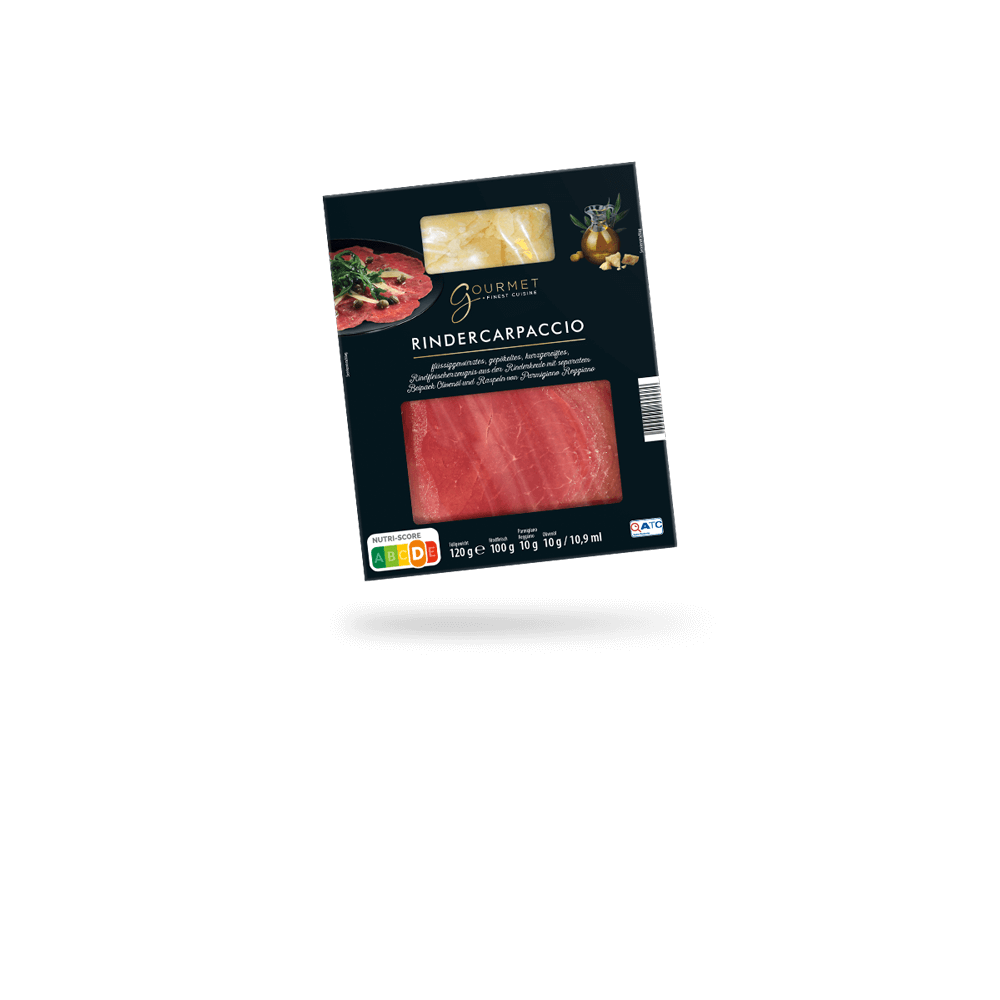 GOURMET
FINEST CUISINE
RINDERCARPACCIO
flüssiggewürztes, gepökeltes, kurzgereiftes,
Rindfleischerzeugnis aus der Rinderkeule mit separatem
Beipack Olivenöl und Raspeln von Parmigiano Reggiano
NUTRI-SCORE
A B C D E
Füllgewicht
120 g e
Rindfleisch
100 g
Parmigiano
Reggiano
10 g
Olivenöl
10 g / 10,9 ml
ATC